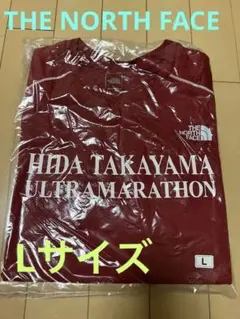 THE NORTH FACE
THE
NORTH
FACE
HIDA TAKAYAMA
ULTRAMARATHON
L
Lサイズ